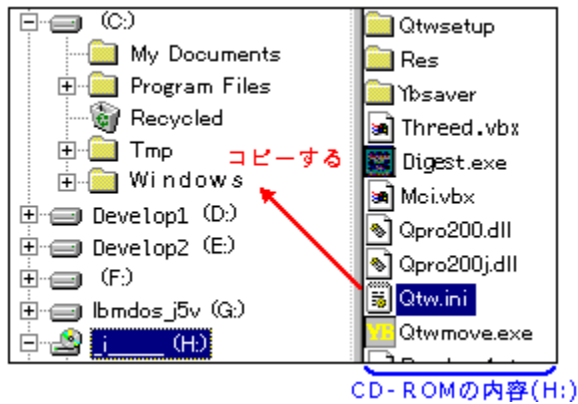 (C:)
My Documents
Program Files
Recycled
Tmp
Windows
Develop1 (D:)
Develop2 (E:)
(F:)
Ibmdos_j5v (G:)
_j_____ (H:)
コピーする
Qtwsetup
Res
Ybsaver
Threed.vbx
Digest.exe
Mci.vbx
Qpro200.dll
Qpro200j.dll
Qtw.ini
YB
Qtwmove.exe
CD-ROMの内容(H:)